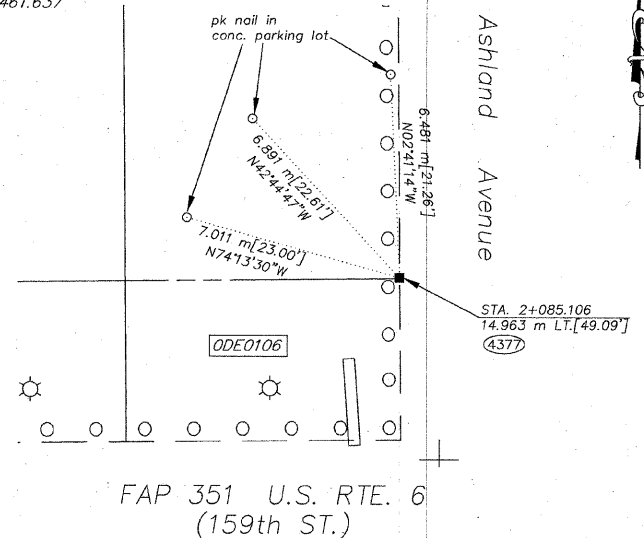 461.637
pk nail in
conc. parking lot
Ashland Avenue
6.481 m[21.26']
N02°41'14"W
6.891 m[22.61']
N42°44'47"W
7.011 m[23.00']
N74°13'30"W
STA. 2+085.106
14.963 m LT.[49.09']
4377
ODE0106
FAP 351 U.S. RTE. 6
(159th ST.)